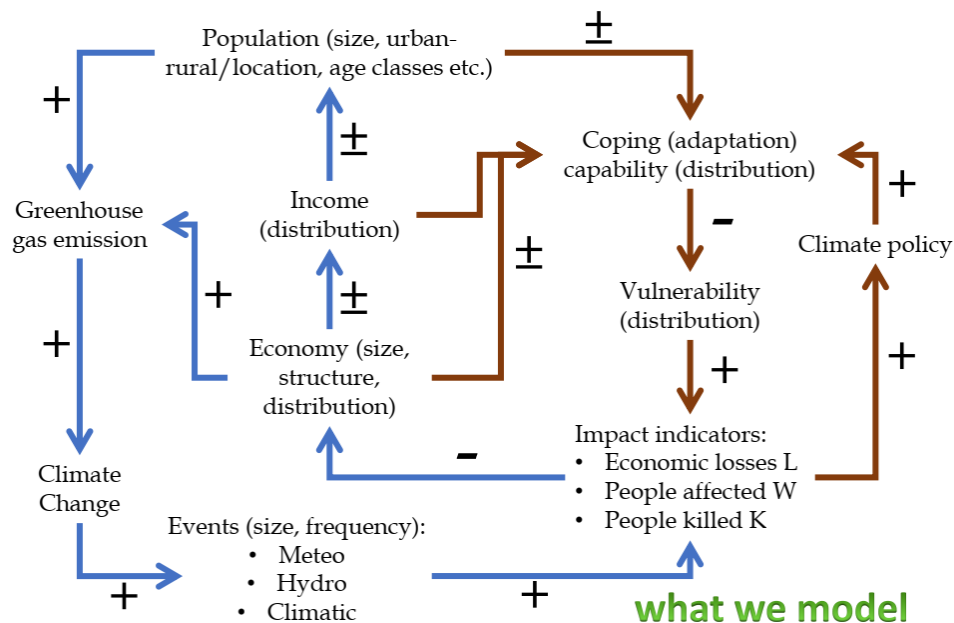 Population (size, urban-
rural/location, age classes etc.)
±
+
Coping (adaptation)
capability (distribution)
±
+
Income
(distribution)
Greenhouse
gas emission
-
±
Climate policy
+
Vulnerability
(distribution)
±
+
Economy (size,
structure,
distribution)
+
+
Impact indicators:
• Economic losses L
• People affected W
• People killed K
-
Climate
Change
Events (size, frequency):
• Meteo
• Hydro
• Climatic
+
+
what we model